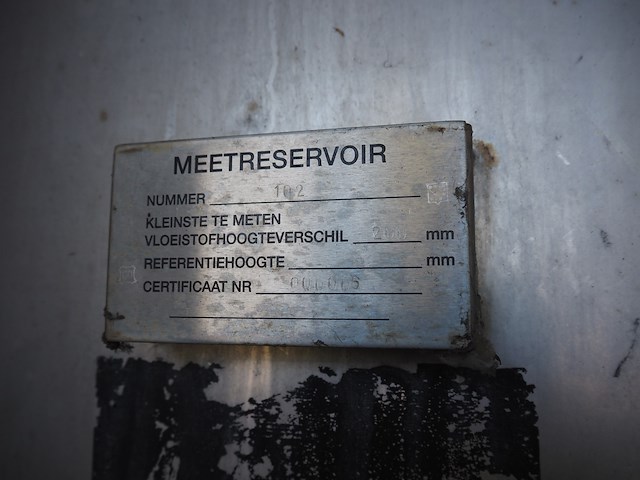 MEETRESERVOIR
NUMMER 102
KLEINSTE TE METEN
VLOEISTOFHOOGTEVERSCHIL mm
REFERENTIEHOOGTE mm
CERTIFICAAT NR